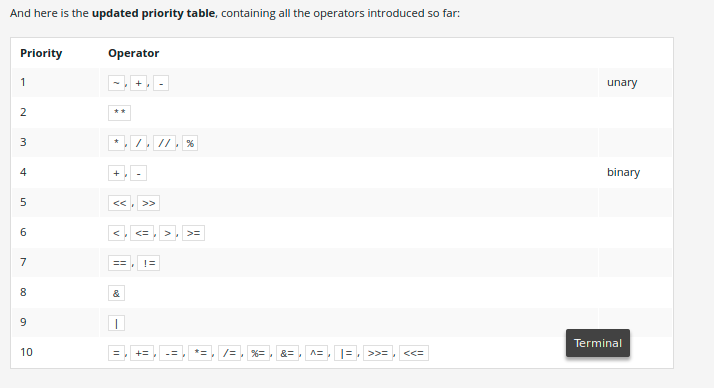 And here is the updated priority table, containing all the operators introduced so far:
Priority Operator
1 ~, +, - unary
2 **
3 *, /, //, %
4 +, - binary
5 <<, >>
6 <, <=, >, >=
7 ==, !=
8 &
9 |
10 =, +=, -=, *=, /=, %=, &=, ^=, |=, >>=, <<=
Terminal